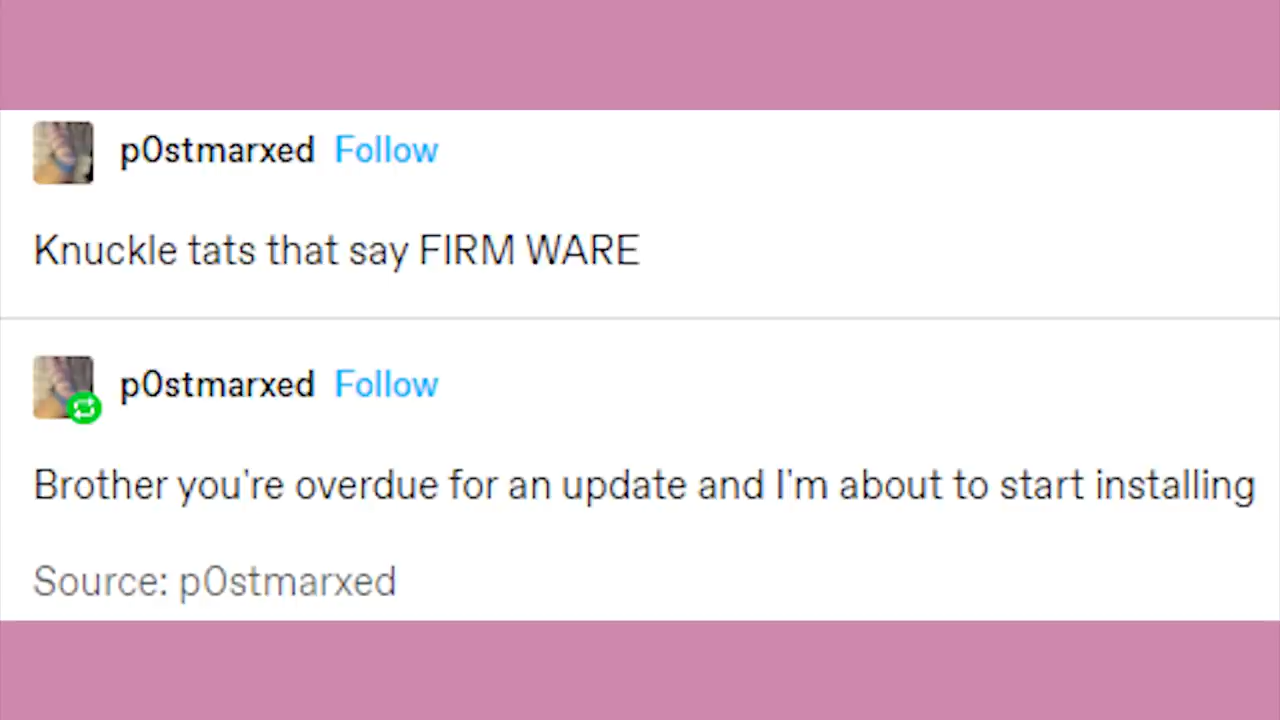 p0stmarxed Follow
Knuckle tats that say FIRM WARE
p0stmarxed Follow
Brother you're overdue for an update and I'm about to start installing
Source: p0stmarxed